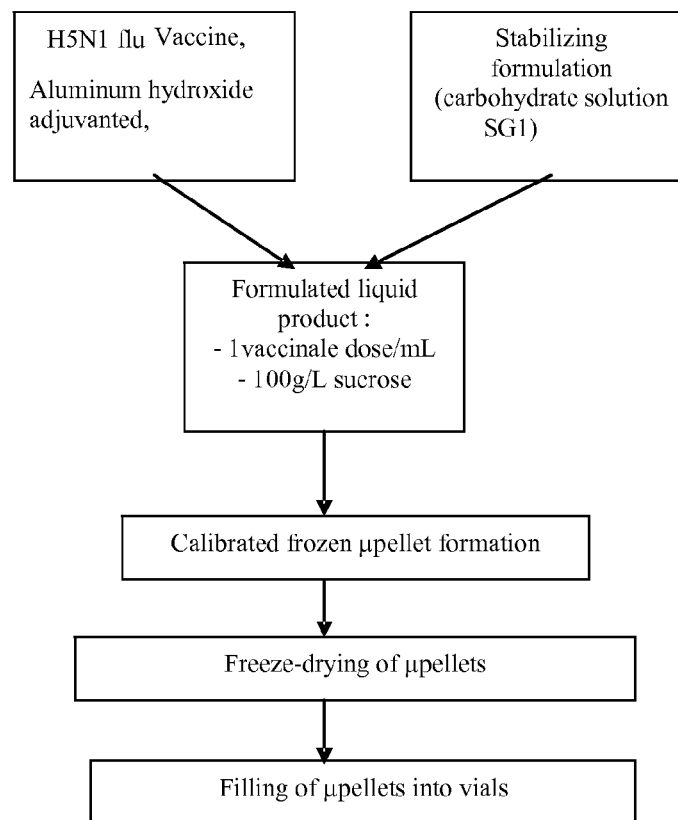 H5N1 flu Vaccine,
Aluminum hydroxide
adjuvanted,
Stabilizing
formulation
(carbohydrate solution
SG1)
Formulated liquid
product :
- 1vaccinale dose/mL
- 100g/L sucrose
Calibrated frozen µpellet formation
Freeze-drying of µpellets
Filling of µpellets into vials